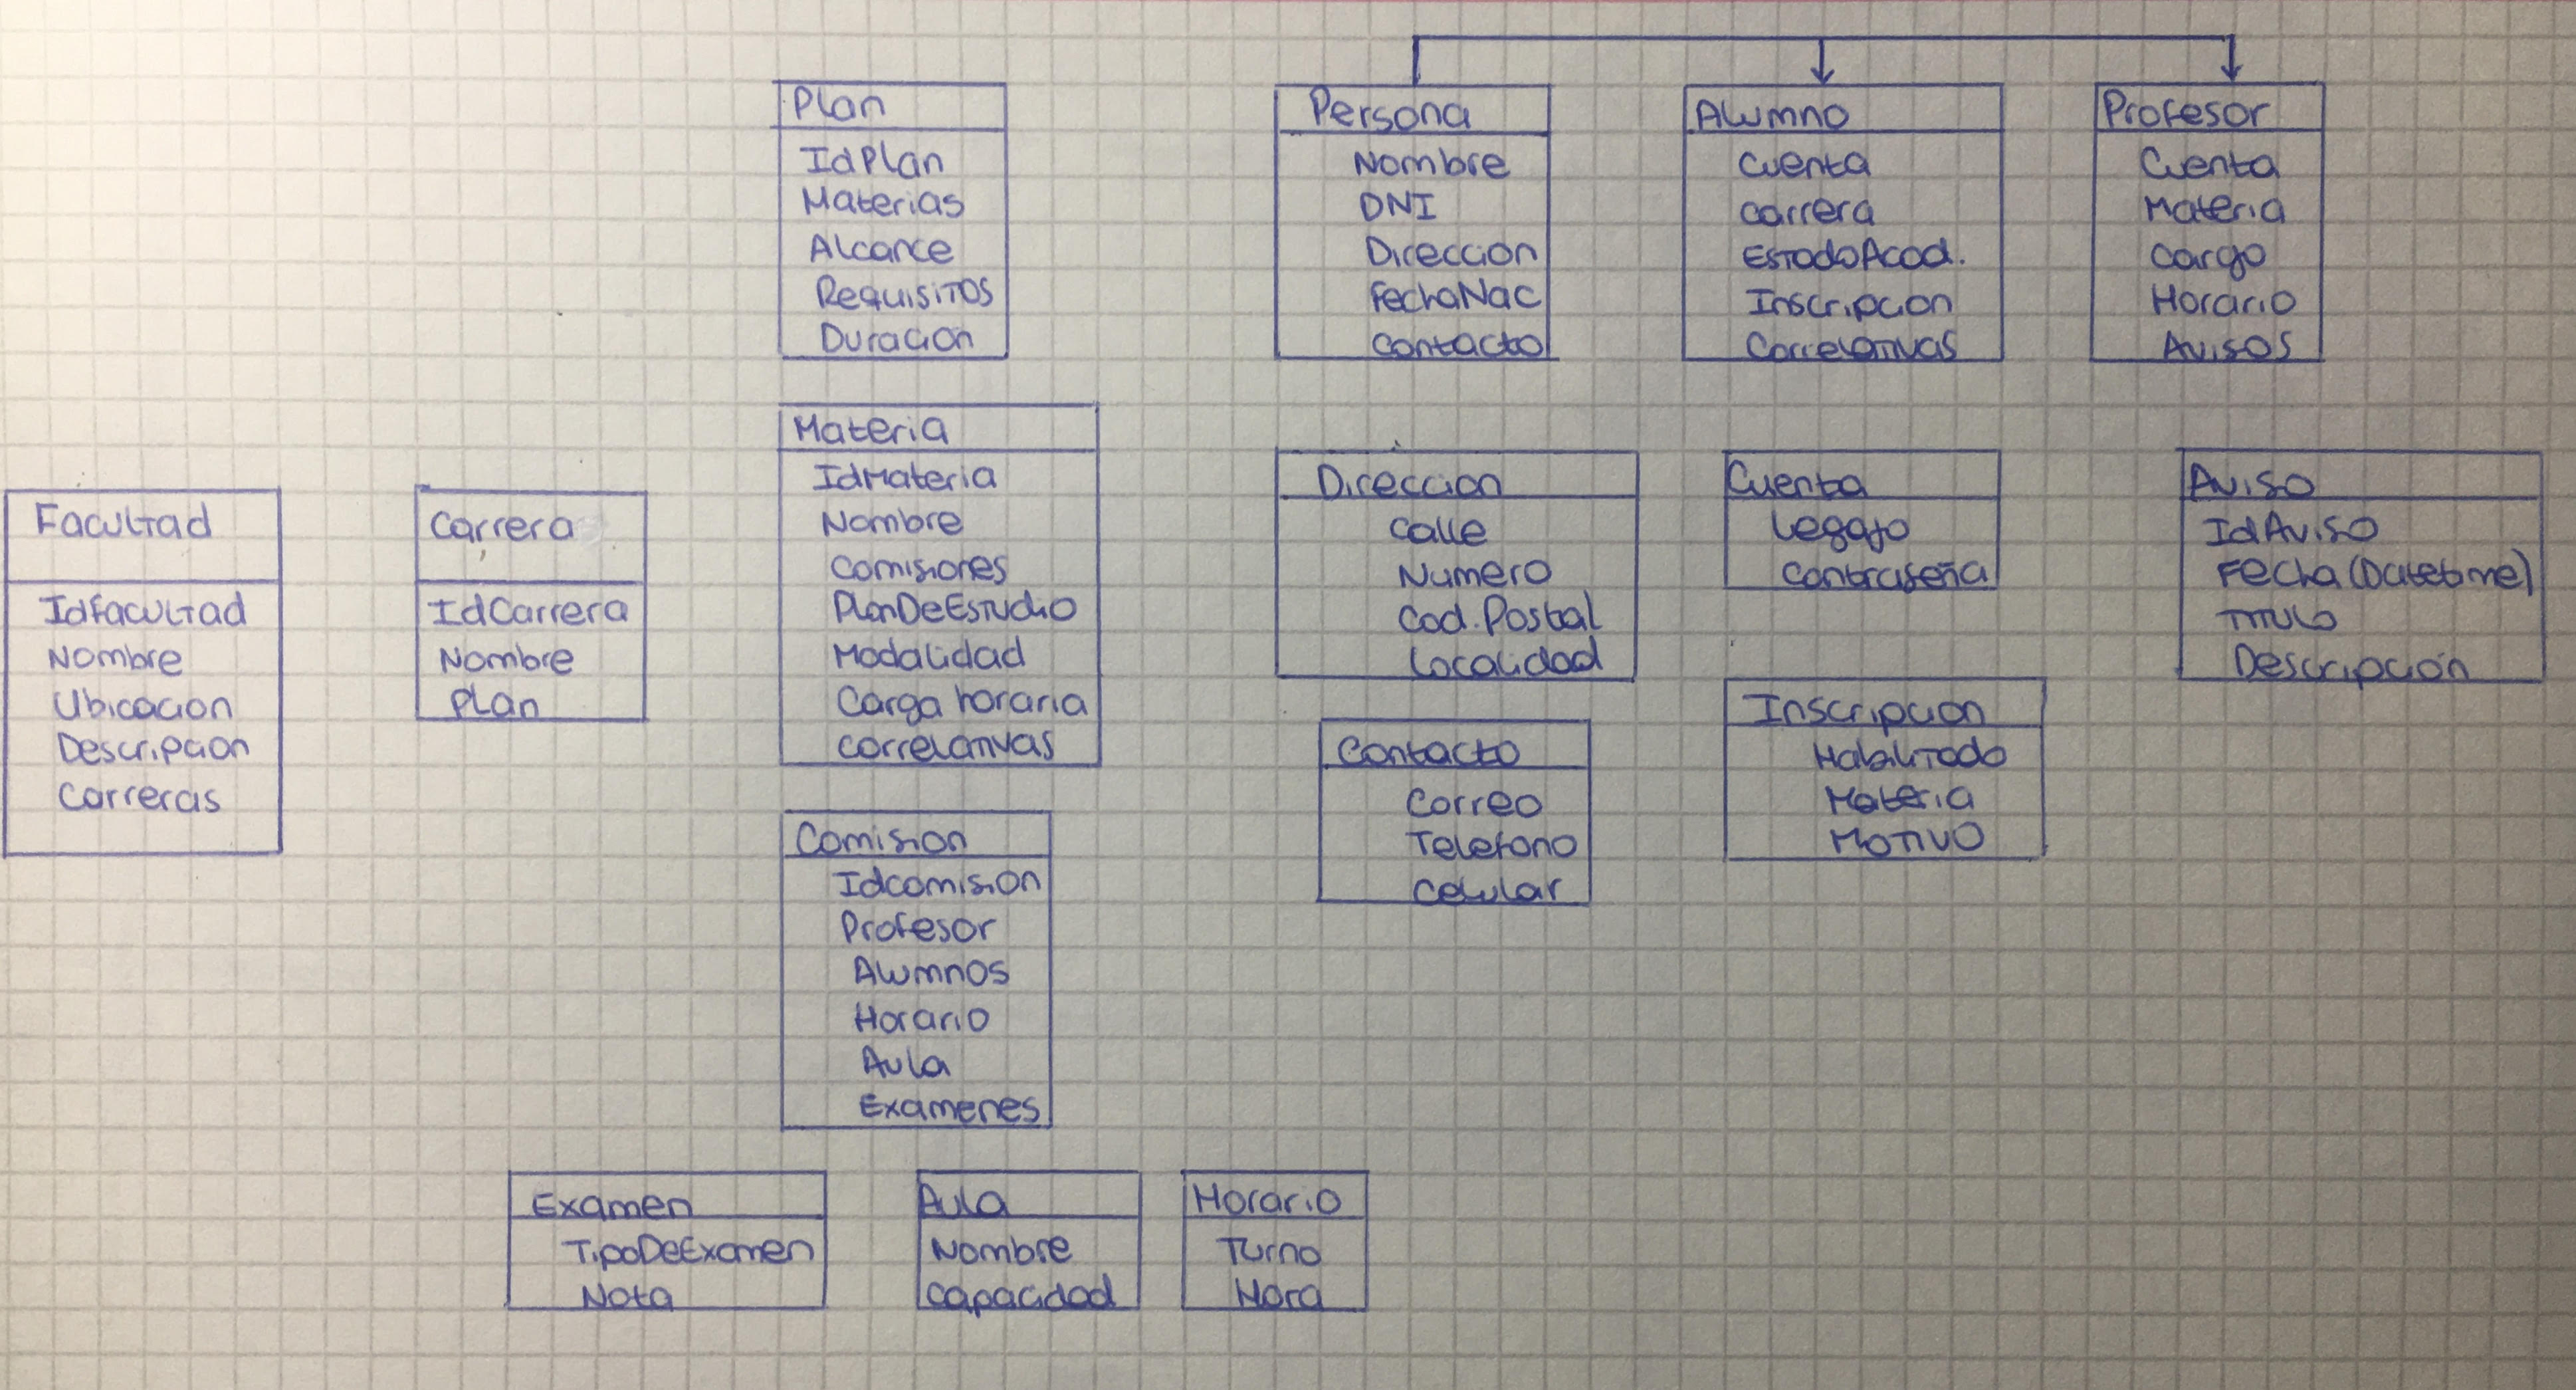 Plan
IdPlan
Materias
Alcance
Requisitos
Duración
Persona
Nombre
DNI
Direccion
FechaNac
Contacto
Alumno
Cuenta
Carrera
EstadoAcad.
Inscripcion
Correlativas
Profesor
Cuenta
Materia
Cargo
Horario
Avisos
Facultad
IdFacultad
Nombre
Ubicacion
Descripcion
Carreras
Carrera
IdCarrera
Nombre
Plan
Materia
IdMateria
Nombre
Comisiones
PlanDeEstudio
Modalidad
Carga horaria
Correlativas
Direccion
Calle
Numero
Cod.Postal
Localidad
Cuenta
Legajo
Contraseña
Aviso
IdAviso
Fecha (Datetime)
Titulo
Descripción
Contacto
Correo
Telefono
Celular
Inscripcion
Habilitado
Materia
Motivo
Comision
Idcomisión
Profesor
Alumnos
Horario
Aula
Examenes
Examen
TipoDeExamen
Nota
Aula
Nombre
Capacidad
Horario
Turno
Hora